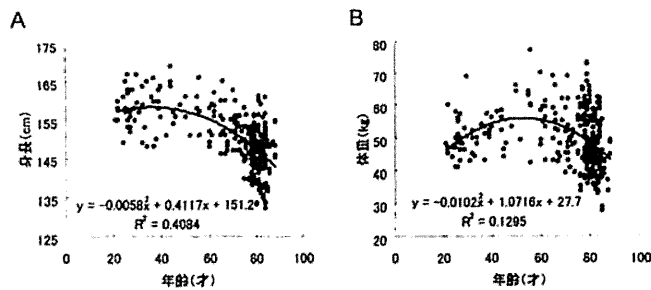 A
175
165
155
145
135
125
身長(cm)
y = −0.0058x² + 0.4117x + 151.2
R² = 0.4084
0 20 40 60 80 100
年齢(才)
B
80
70
60
50
40
30
20
体重(kg)
y = −0.0102x² + 1.0716x + 27.7
R² = 0.1295
0 20 40 60 80 100
年齢(才)